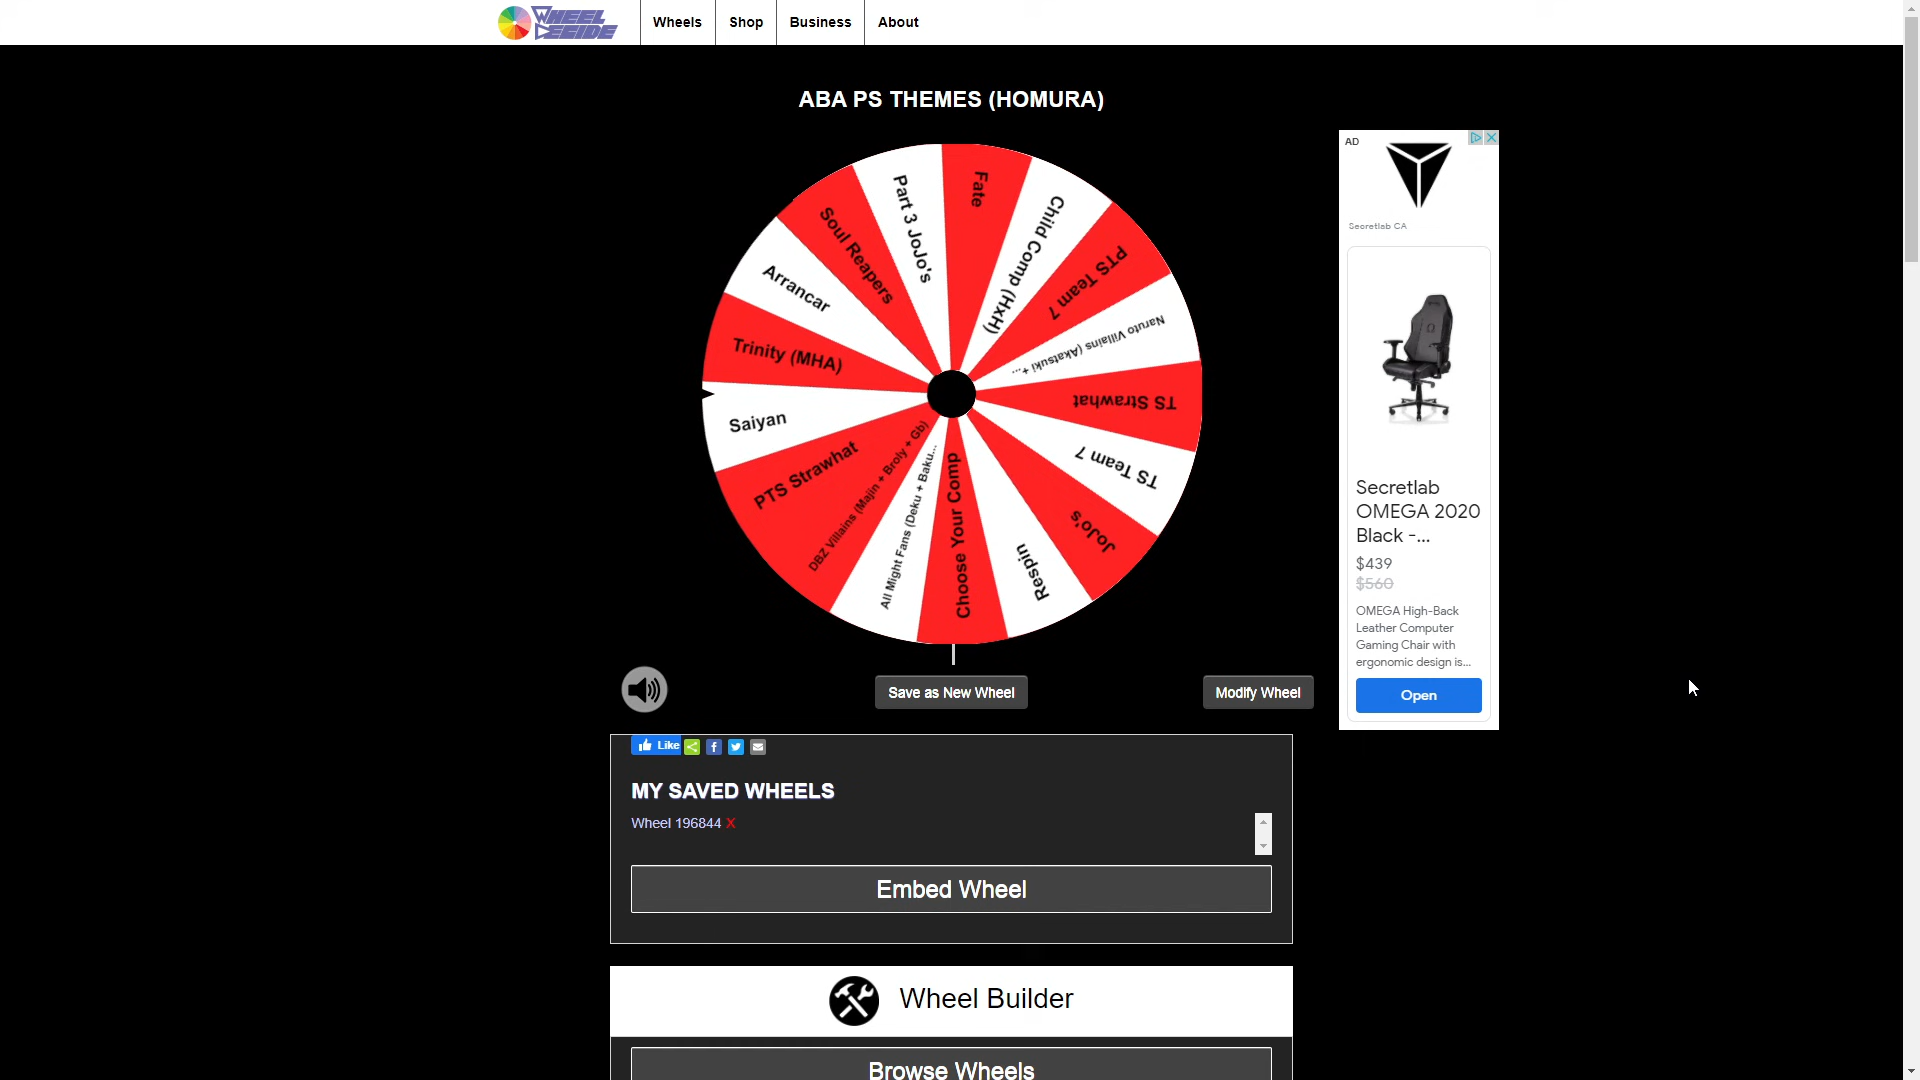 WHEEL
DECIDE
Wheels
Shop
Business
About
ABA PS THEMES (HOMURA)
Fate
Child Comp (HxH)
PTS Team 7
Naruto Villains (Akatsuki +...
TS Strawhat
TS Team 7
JoJo's
Respin
Choose Your Comp
All Might Fans (Deku + Baku...
DBZ Villains (Majin + Broly + Gb)
PTS Strawhat
Saiyan
Trinity (MHA)
Arrancar
Soul Reapers
Part 3 JoJo's
AD
Secretlab CA
Secretlab
OMEGA 2020
Black -...
$439
$560
OMEGA High-Back
Leather Computer
Gaming Chair with
ergonomic design is...
Open
Save as New Wheel
Modify Wheel
Like
MY SAVED WHEELS
Wheel 196844 X
Embed Wheel
Wheel Builder
Browse Wheels